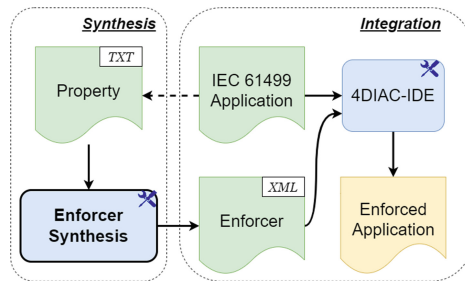 Synthesis
Integration
TXT
Property
IEC 61499
Application
4DIAC-IDE
Enforcer
Synthesis
XML
Enforcer
Enforced
Application